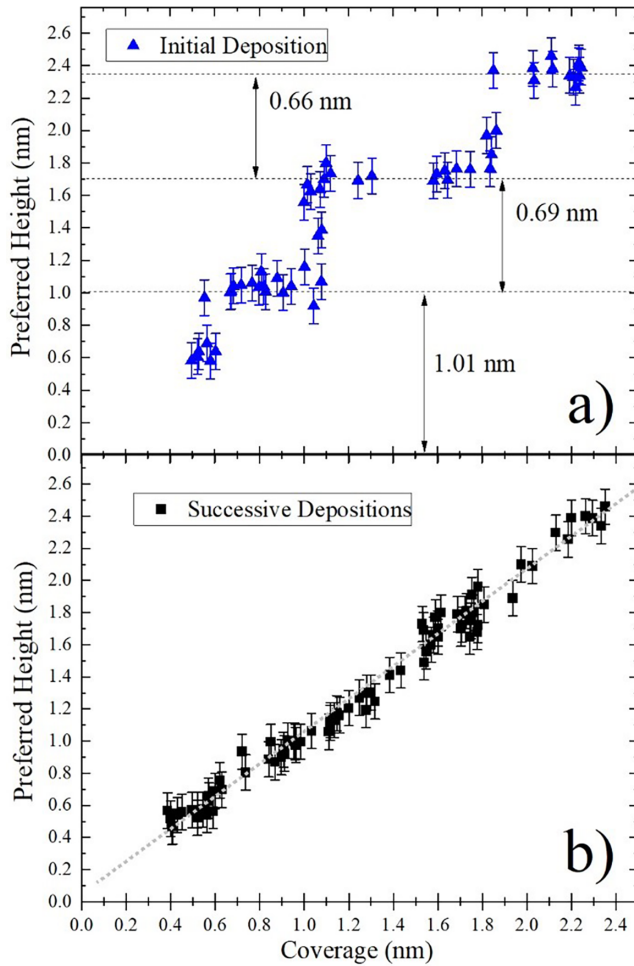 a)
Initial Deposition
0.66 nm
0.69 nm
1.01 nm
Preferred Height (nm)
2.6
2.4
2.2
2.0
1.8
1.6
1.4
1.2
1.0
0.8
0.6
0.4
0.2
0.0
b)
Successive Depositions
Preferred Height (nm)
2.6
2.4
2.2
2.0
1.8
1.6
1.4
1.2
1.0
0.8
0.6
0.4
0.2
0.0
0.0 0.2 0.4 0.6 0.8 1.0 1.2 1.4 1.6 1.8 2.0 2.2 2.4
Coverage (nm)